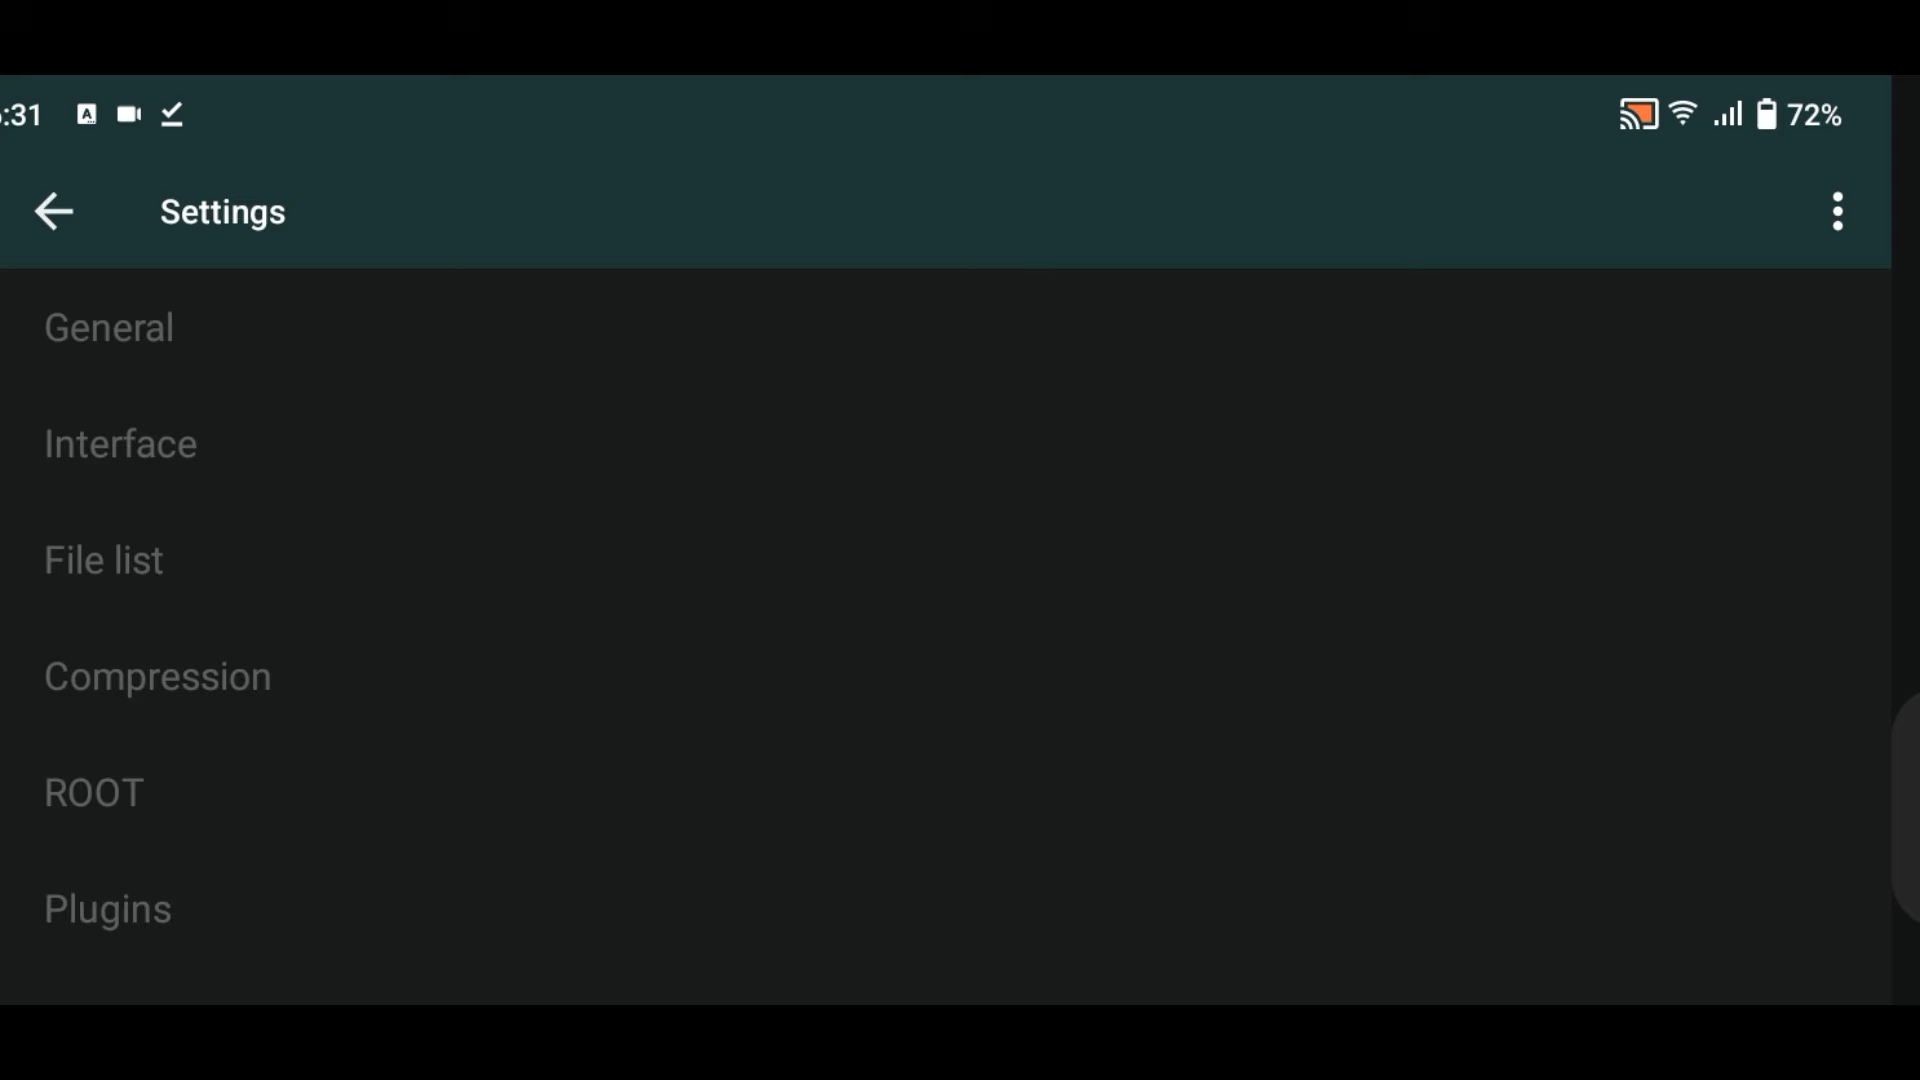 :31
72%
Settings
General
Interface
File list
Compression
ROOT
Plugins